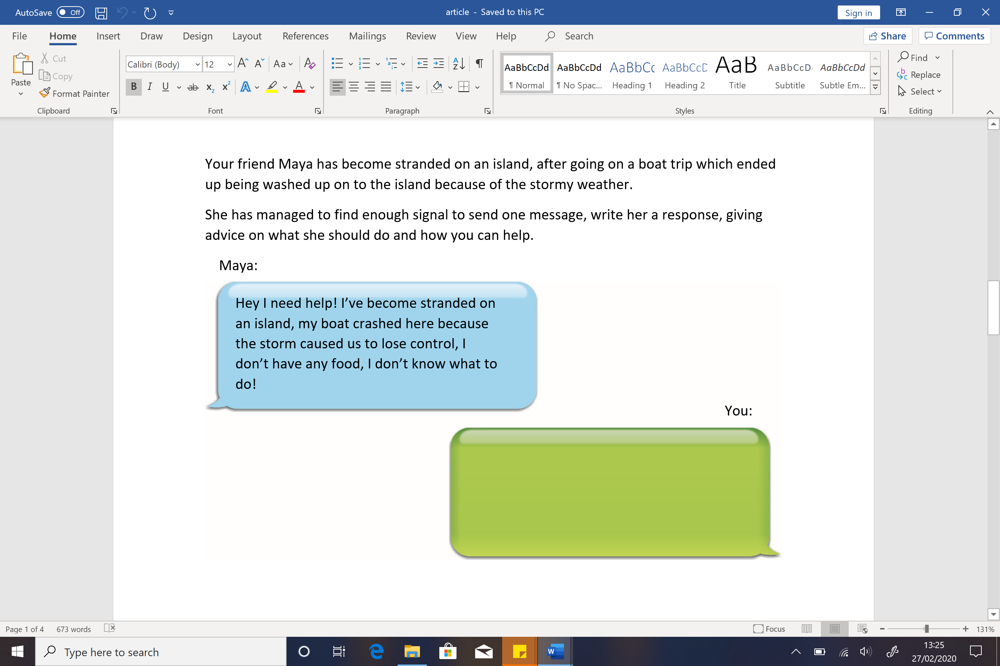 AutoSave Off article - Saved to this PC Sign in
File Home Insert Draw Design Layout References Mailings Review View Help Search Share Comments
Paste
Cut
Copy
Format Painter
Clipboard
Calibri (Body) 12
Font
Paragraph
AaBbCcDd AaBbCcDd AaBbCc AaBbCcD AaB AaBbCcD AaBbCcDd
¶ Normal ¶ No Spac... Heading 1 Heading 2 Title Subtitle Subtle Em...
Styles
Find
Replace
Select
Editing
Your friend Maya has become stranded on an island, after going on a boat trip which ended
up being washed up on to the island because of the stormy weather.
She has managed to find enough signal to send one message, write her a response, giving
advice on what she should do and how you can help.
Maya:
Hey I need help! I’ve become stranded on
an island, my boat crashed here because
the storm caused us to lose control, I
don’t have any food, I don’t know what to
do!
You:
Page 1 of 4 673 words Focus 131%
Type here to search
13:25
27/02/2020